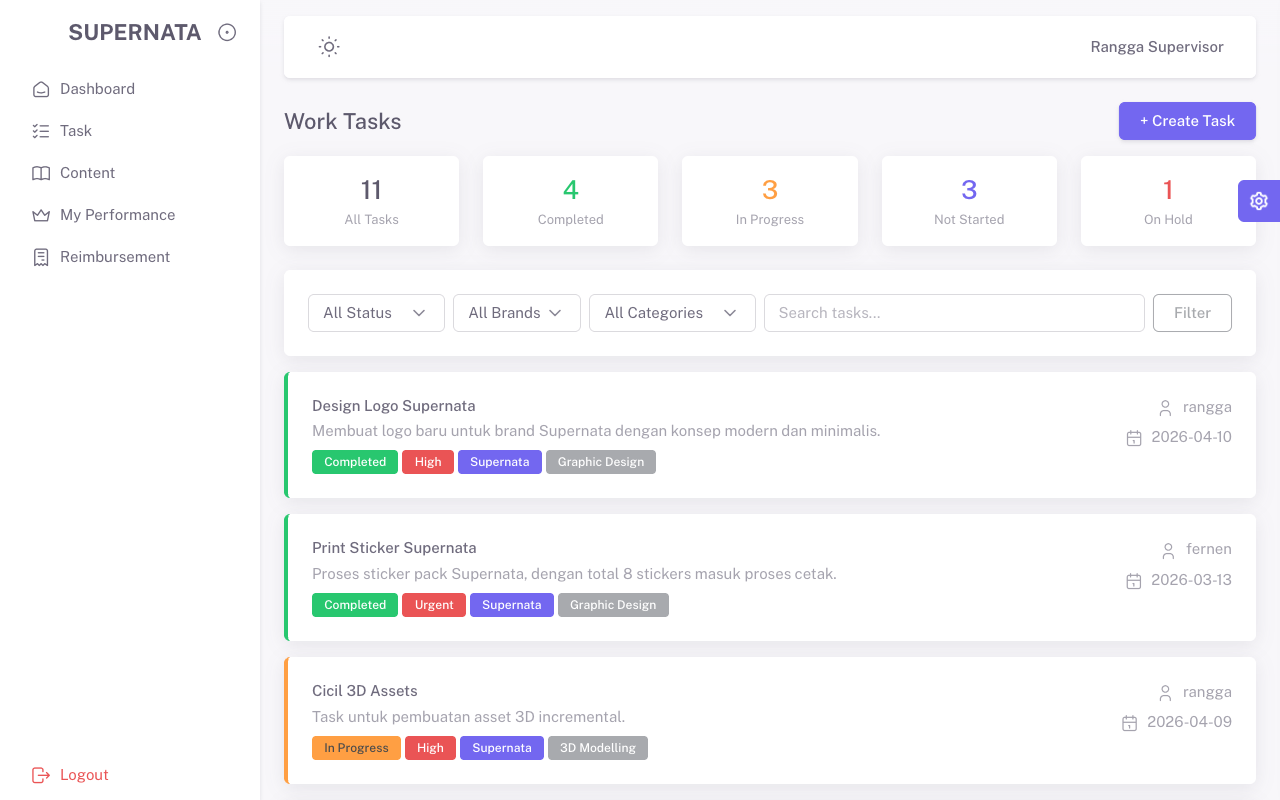 SUPERNATA
Dashboard
Task
Content
My Performance
Reimbursement
Logout
Rangga Supervisor
Work Tasks
+ Create Task
11
All Tasks
4
Completed
3
In Progress
3
Not Started
1
On Hold
All Status
All Brands
All Categories
Search tasks...
Filter
Design Logo Supernata
Membuat logo baru untuk brand Supernata dengan konsep modern dan minimalis.
Completed High Supernata Graphic Design
rangga
2026-04-10
Print Sticker Supernata
Proses sticker pack Supernata, dengan total 8 stickers masuk proses cetak.
Completed Urgent Supernata Graphic Design
fernen
2026-03-13
Cicil 3D Assets
Task untuk pembuatan asset 3D incremental.
In Progress High Supernata 3D Modelling
rangga
2026-04-09